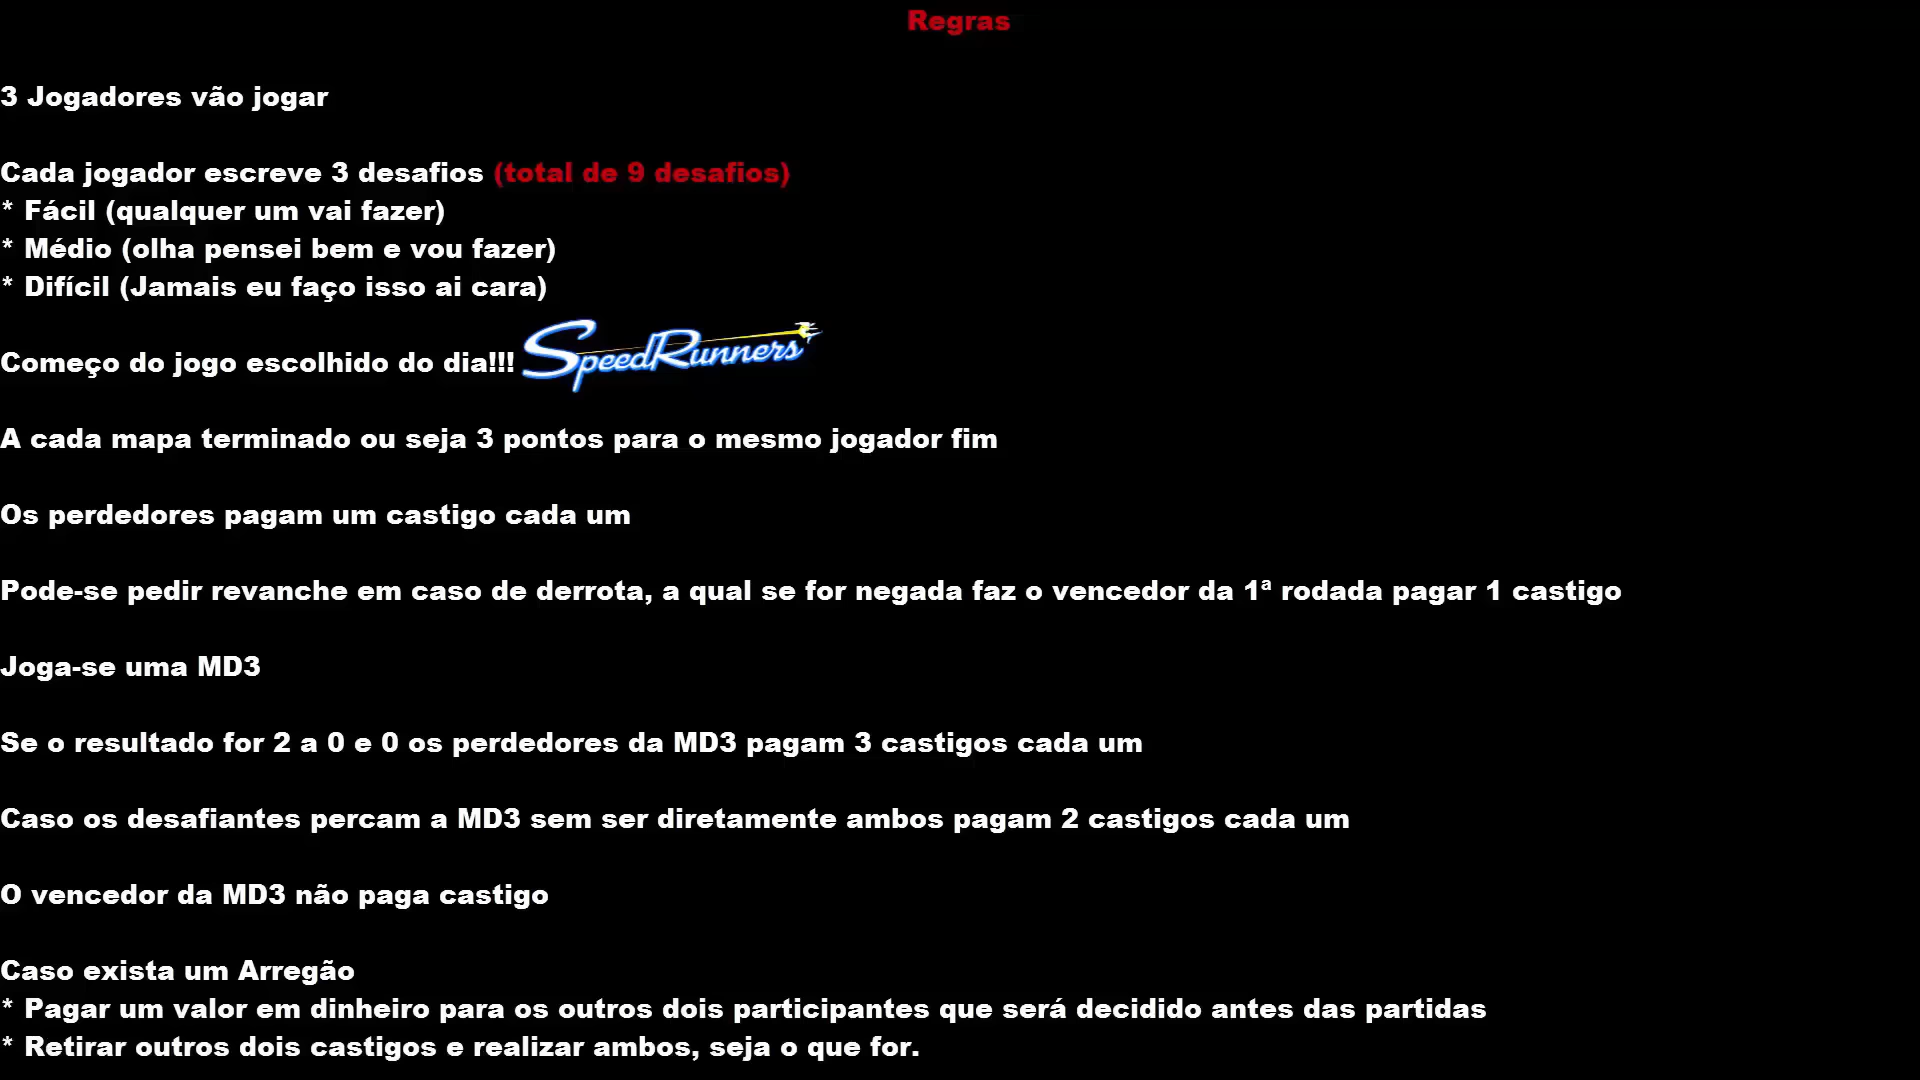 Regras
3 Jogadores vão jogar
Cada jogador escreve 3 desafios (total de 9 desafios)
* Fácil (qualquer um vai fazer)
* Médio (olha pensei bem e vou fazer)
* Difícil (Jamais eu faço isso ai cara)
Começo do jogo escolhido do dia!!! SpeedRunners
A cada mapa terminado ou seja 3 pontos para o mesmo jogador fim
Os perdedores pagam um castigo cada um
Pode-se pedir revanche em caso de derrota, a qual se for negada faz o vencedor da 1ª rodada pagar 1 castigo
Joga-se uma MD3
Se o resultado for 2 a 0 e 0 os perdedores da MD3 pagam 3 castigos cada um
Caso os desafiantes percam a MD3 sem ser diretamente ambos pagam 2 castigos cada um
O vencedor da MD3 não paga castigo
Caso exista um Arregão
* Pagar um valor em dinheiro para os outros dois participantes que será decidido antes das partidas
* Retirar outros dois castigos e realizar ambos, seja o que for.